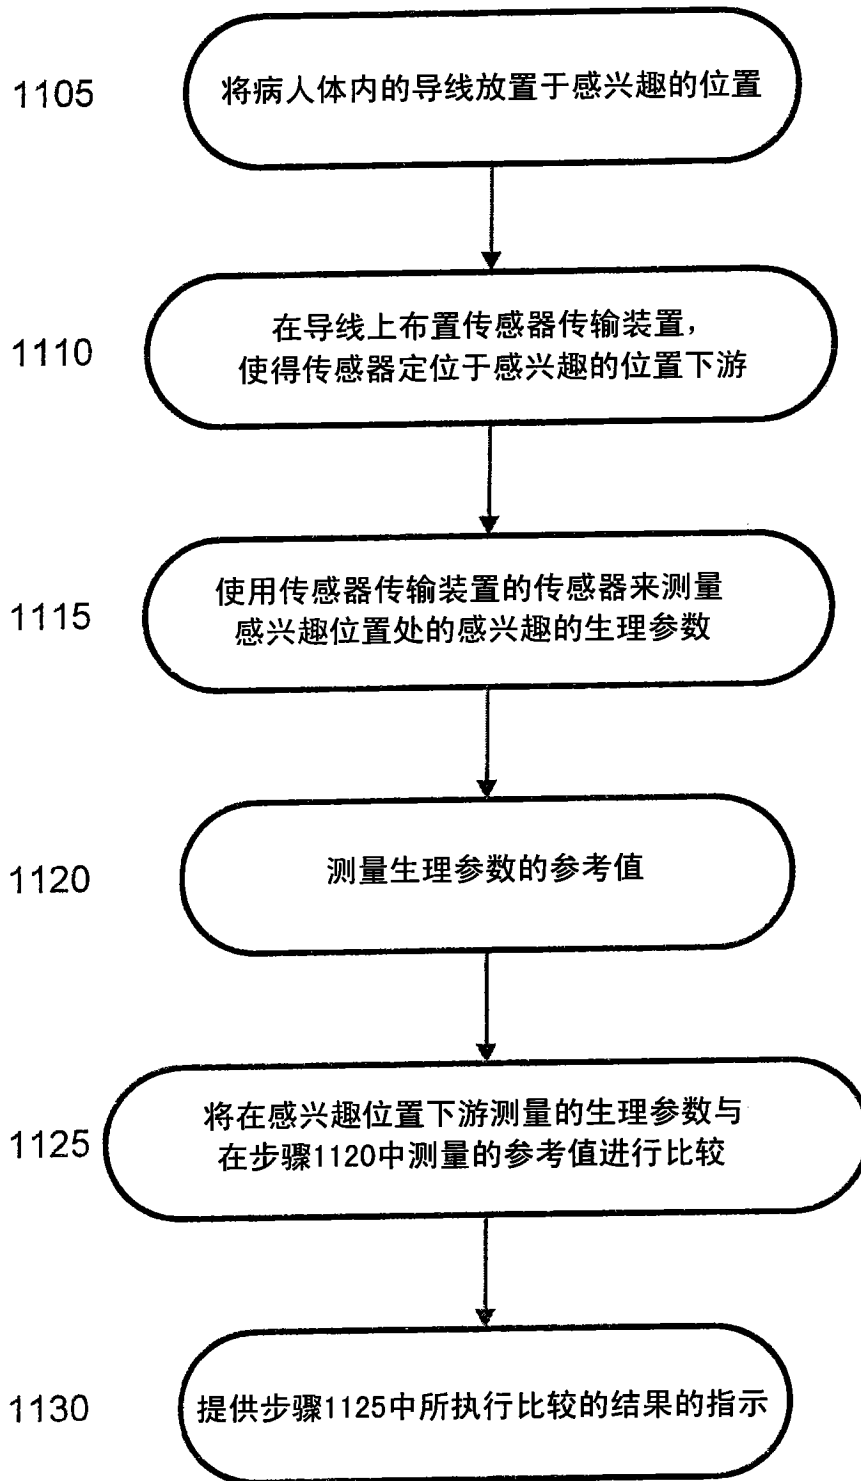 1105
将病人体内的导线放置于感兴趣的位置
1110
在导线上布置传感器传输装置，
使得传感器定位于感兴趣的位置下游
1115
使用传感器传输装置的传感器来测量
感兴趣位置处的感兴趣的生理参数
1120
测量生理参数的参考值
1125
将在感兴趣位置下游测量的生理参数与
在步骤1120中测量的参考值进行比较
1130
提供步骤1125中所执行比较的结果的指示